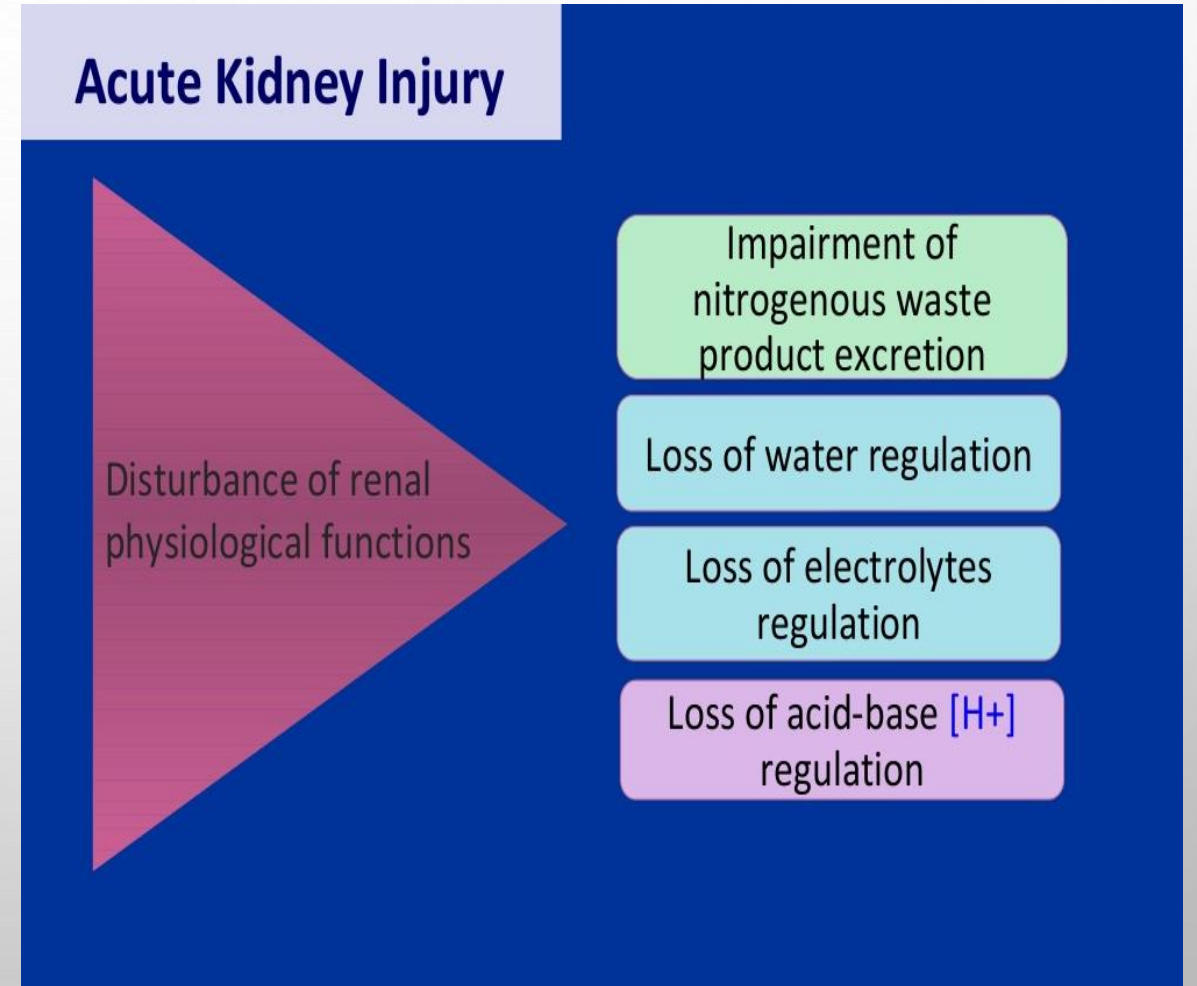 Acute Kidney Injury
Disturbance of renal
physiological functions
Impairment of
nitrogenous waste
product excretion
Loss of water regulation
Loss of electrolytes
regulation
Loss of acid-base [H+]
regulation